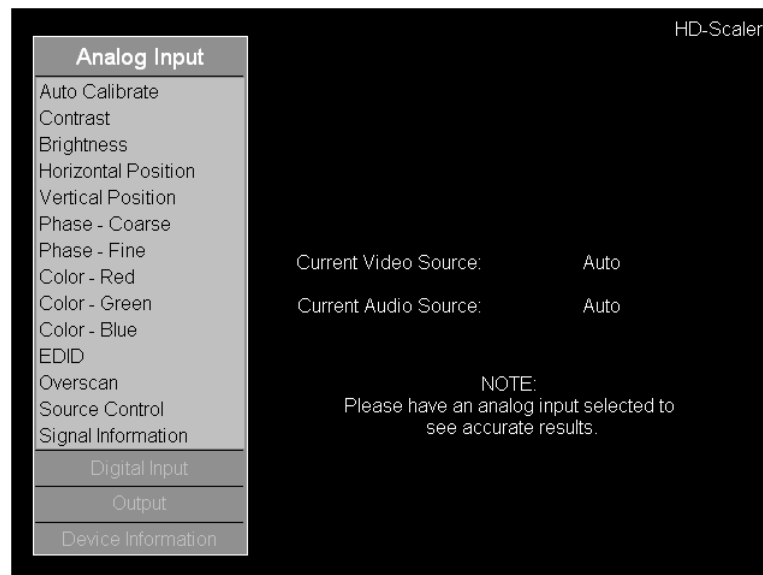 HD-Scaler
Analog Input
Auto Calibrate
Contrast
Brightness
Horizontal Position
Vertical Position
Phase - Coarse
Phase - Fine
Color - Red
Color - Green
Color - Blue
EDID
Overscan
Source Control
Signal Information
Digital Input
Output
Device Information
Current Video Source: Auto
Current Audio Source: Auto
NOTE:
Please have an analog input selected to
see accurate results.